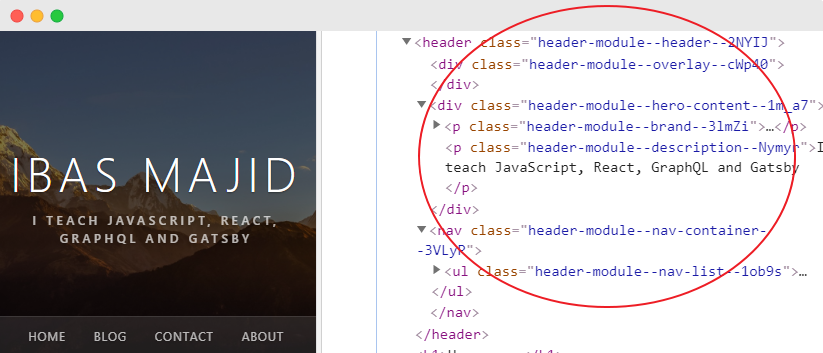 IBAS MAJID
I TEACH JAVASCRIPT, REACT,
GRAPHQL AND GATSBY
HOME BLOG CONTACT ABOUT
<header class="header-module--header--2NYIJ">
<div class="header-module--overlay--cWp40">
</div>
<div class="header-module--hero-content--1m_a7">
<p class="header-module--brand--3lmZi">…</p>
<p class="header-module--description--Nymyr">I
teach JavaScript, React, GraphQL and Gatsby
</p>
</div>
<nav class="header-module--nav-container-
-3VLyR">
<ul class="header-module--nav-list--1ob9s">…
</ul>
</nav>
</header>